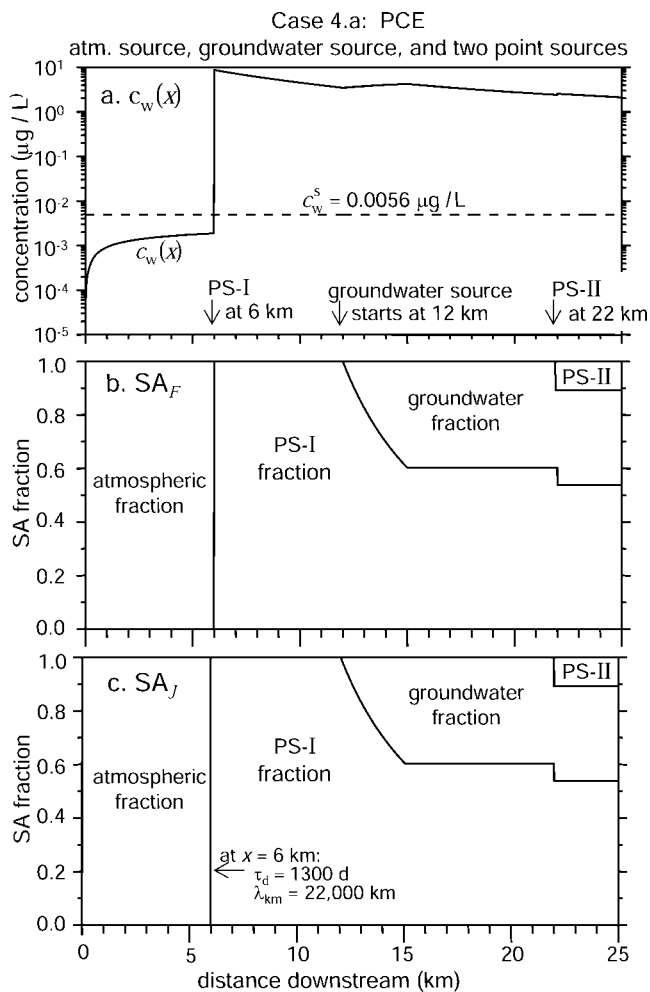 Case 4.a: PCE
atm. source, groundwater source, and two point sources
concentration (μg / L)
10¹
10⁰
10⁻¹
10⁻²
10⁻³
10⁻⁴
10⁻⁵
a. c_w(x)
c_w^s = 0.0056 μg / L
c_w(x)
PS-I
at 6 km
groundwater source
starts at 12 km
PS-II
at 22 km
SA fraction
1.0
0.8
0.6
0.4
0.2
0.0
b. SA_F
atmospheric
fraction
PS-I
fraction
groundwater
fraction
PS-II
SA fraction
1.0
0.8
0.6
0.4
0.2
0.0
c. SA_J
atmospheric
fraction
PS-I
fraction
groundwater
fraction
PS-II
at x = 6 km:
τ_d = 1300 d
λ_km = 22,000 km
0 5 10 15 20 25
distance downstream (km)